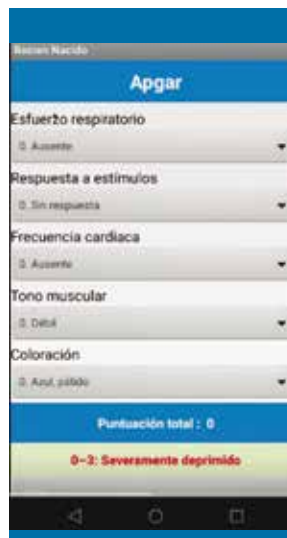 Recien Nacido
Apgar
Esfuerzo respiratorio
0. Ausente
Respuesta a estímulos
0. Sin respuesta
Frecuencia cardiaca
0. Ausente
Tono muscular
0. Débil
Coloración
0. Azul, pálido
Puntuación total : 0
0-3: Severamente deprimido